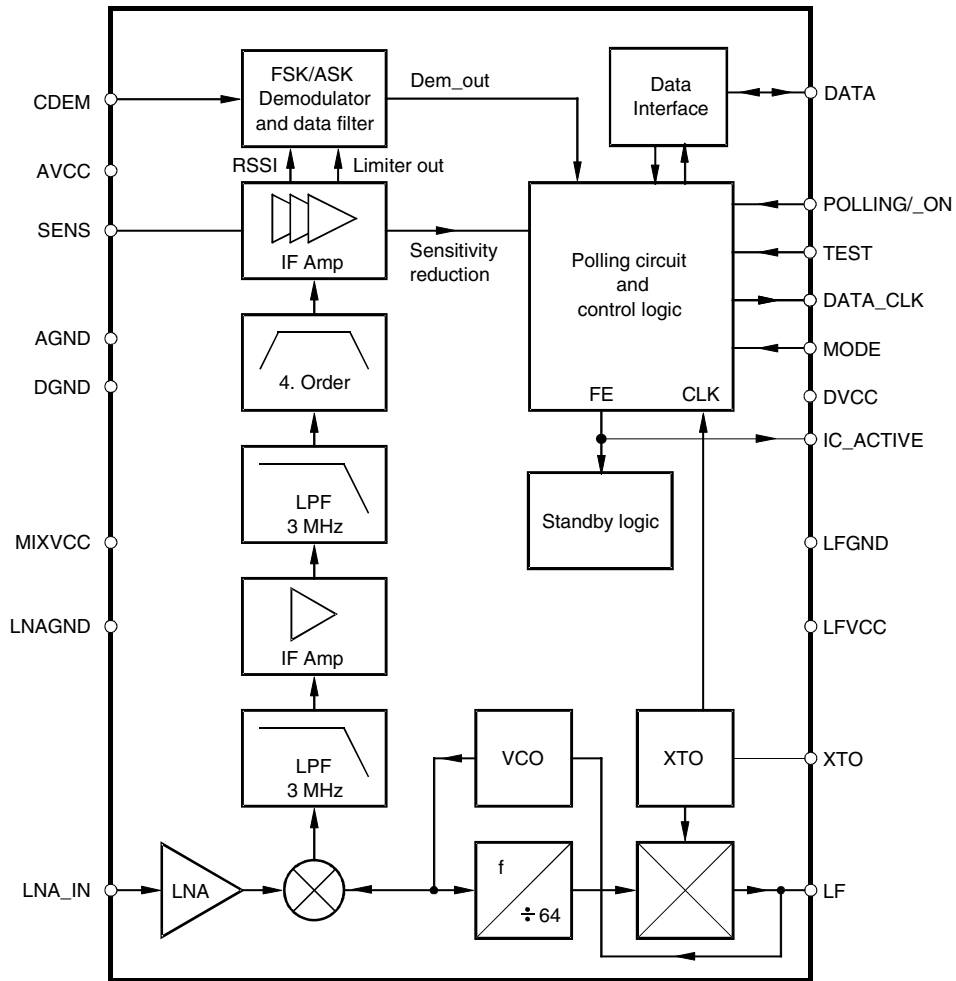 FSK/ASK
Demodulator
and data filter
Dem_out
Data
Interface
CDEM
DATA
RSSI
Limiter out
AVCC
POLLING/_ON
SENS
IF Amp
Sensitivity
reduction
Polling circuit
and
control logic
TEST
DATA_CLK
AGND
MODE
4. Order
DGND
FE
CLK
DVCC
IC_ACTIVE
LPF
3 MHz
Standby logic
MIXVCC
LFGND
LNAGND
LFVCC
IF Amp
LPF
3 MHz
VCO
XTO
XTO
LNA_IN
LNA
f
÷ 64
LF